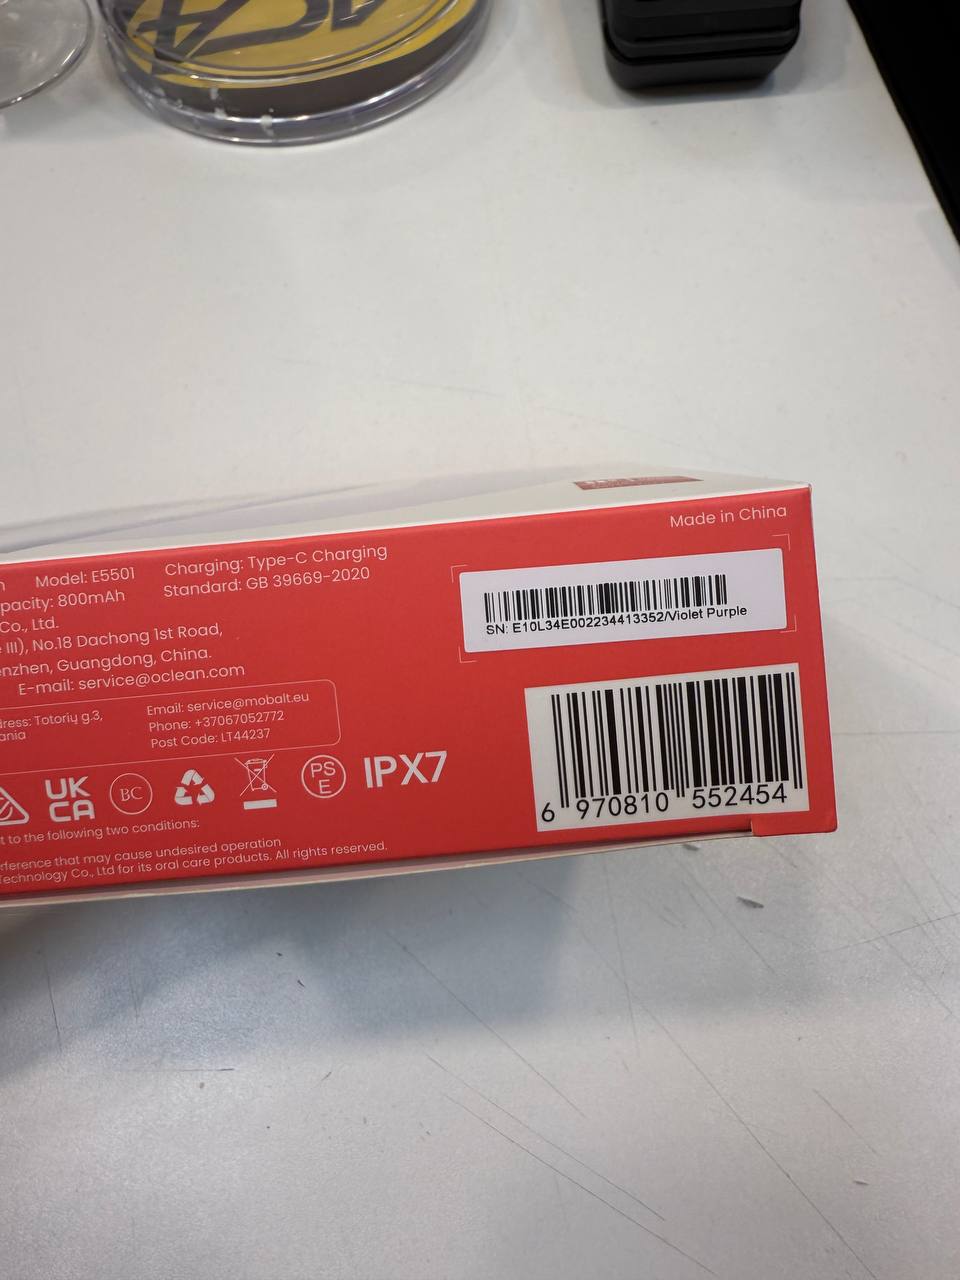 Made in China
Model: E5501
Charging: Type-C Charging
pacity: 800mAh
Standard: GB 39669-2020
Co., Ltd.
III), No.18 Dachong 1st Road,
enzhen, Guangdong, China.
E-mail: service@oclean.com
dress: Totorių g.3,
ania
Email: service@mobalt.eu
Phone: +37067052772
Post Code: LT44237
SN: E10L34E002234413352/Violet Purple
UK
CA
BC
PS
E
IPX7
6 970810 552454
t to the following two conditions:
rference that may cause undesired operation
Technology Co., Ltd for its oral care products. All rights reserved.